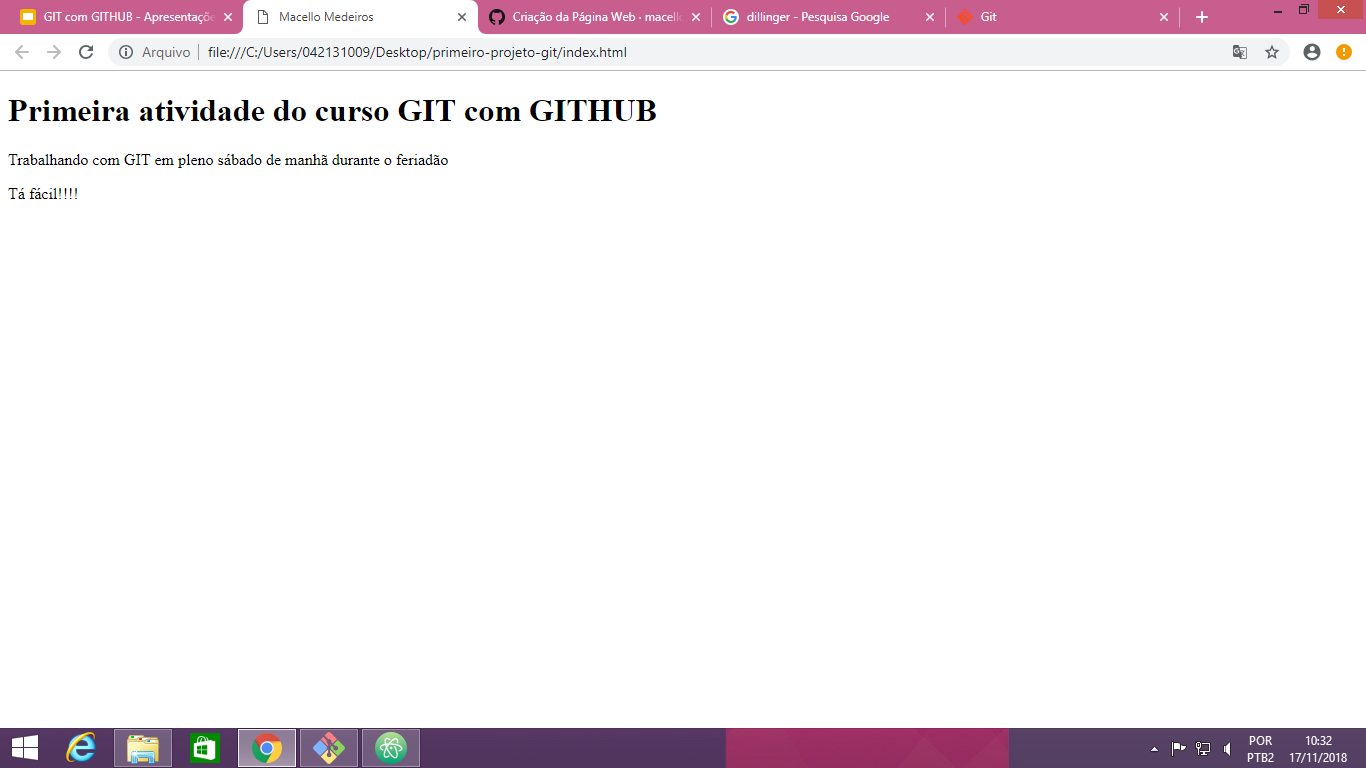 GIT com GITHUB - Apresentaçõe
Macello Medeiros
Criação da Página Web · macello
dillinger - Pesquisa Google
Git
Arquivo
file:///C:/Users/042131009/Desktop/primeiro-projeto-git/index.html
Primeira atividade do curso GIT com GITHUB
Trabalhando com GIT em pleno sábado de manhã durante o feriadão
Tá fácil!!!!
POR
PTB2
10:32
17/11/2018